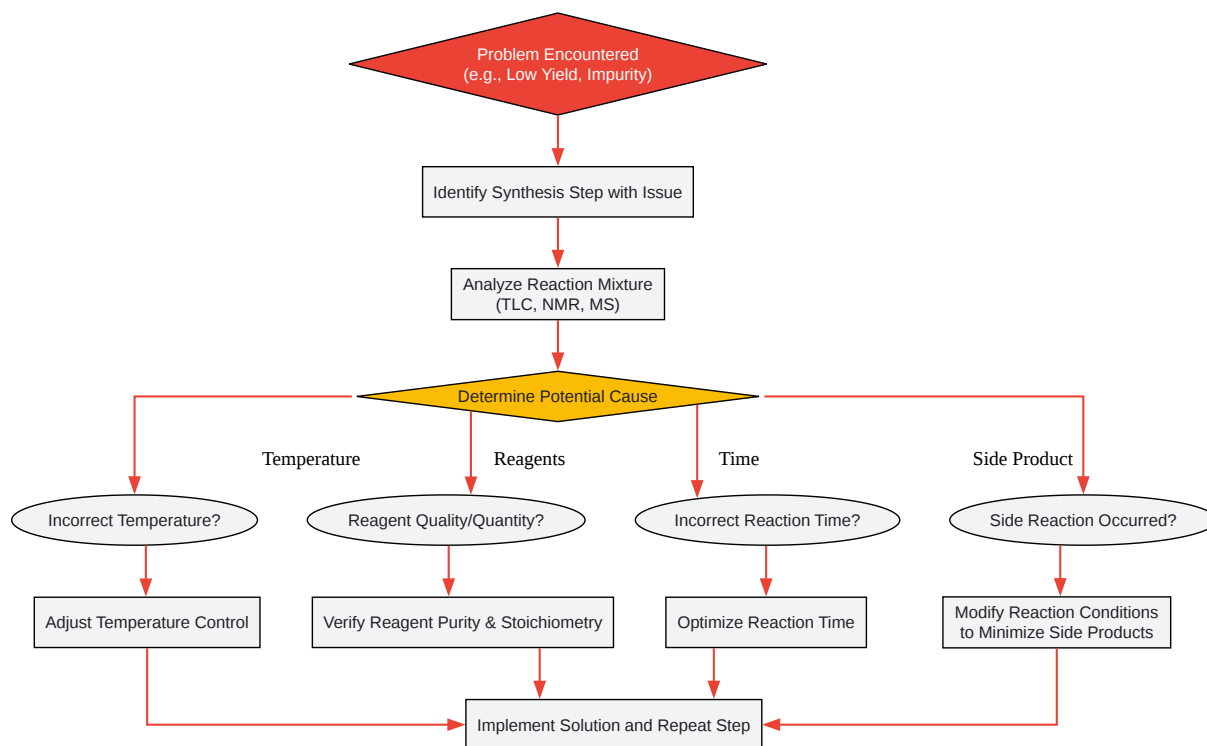 Problem Encountered
(e.g., Low Yield, Impurity)
Identify Synthesis Step with Issue
Analyze Reaction Mixture
(TLC, NMR, MS)
Determine Potential Cause
Temperature
Reagents
Time
Side Product
Incorrect Temperature?
Reagent Quality/Quantity?
Incorrect Reaction Time?
Side Reaction Occurred?
Adjust Temperature Control
Verify Reagent Purity & Stoichiometry
Optimize Reaction Time
Modify Reaction Conditions
to Minimize Side Products
Implement Solution and Repeat Step